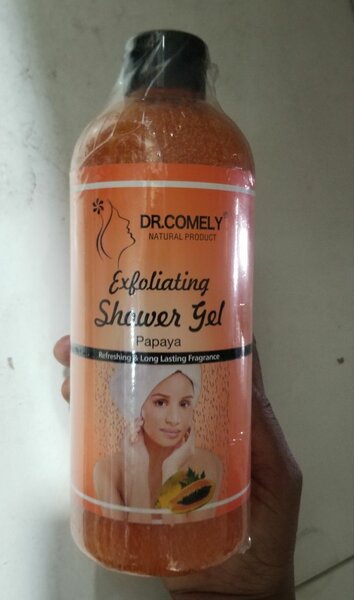 DR.COMELY®
NATURAL PRODUCT
Exfoliating
Shower Gel
Papaya
Refreshing & Long Lasting Fragrance